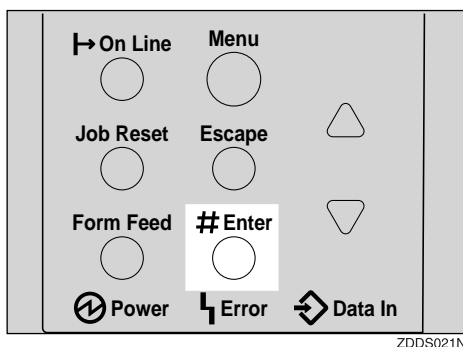 On Line Menu
Job Reset Escape
Form Feed # Enter
Power Error Data In
ZDDS021N